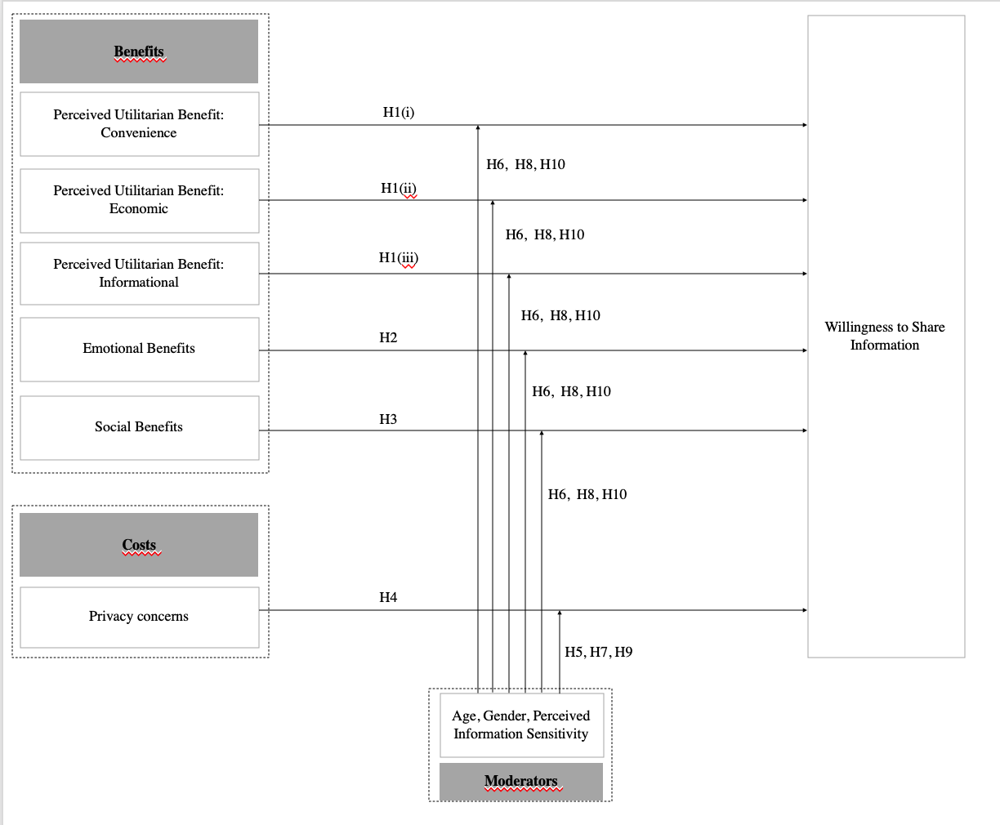 Benefits
Perceived Utilitarian Benefit:
Convenience
H1(i)
H6, H8, H10
Perceived Utilitarian Benefit:
Economic
H1(ii)
H6, H8, H10
Perceived Utilitarian Benefit:
Informational
H1(iii)
H6, H8, H10
Emotional Benefits
H2
H6, H8, H10
Social Benefits
H3
H6, H8, H10
Willingness to Share
Information
Costs
Privacy concerns
H4
H5, H7, H9
Age, Gender, Perceived
Information Sensitivity
Moderators